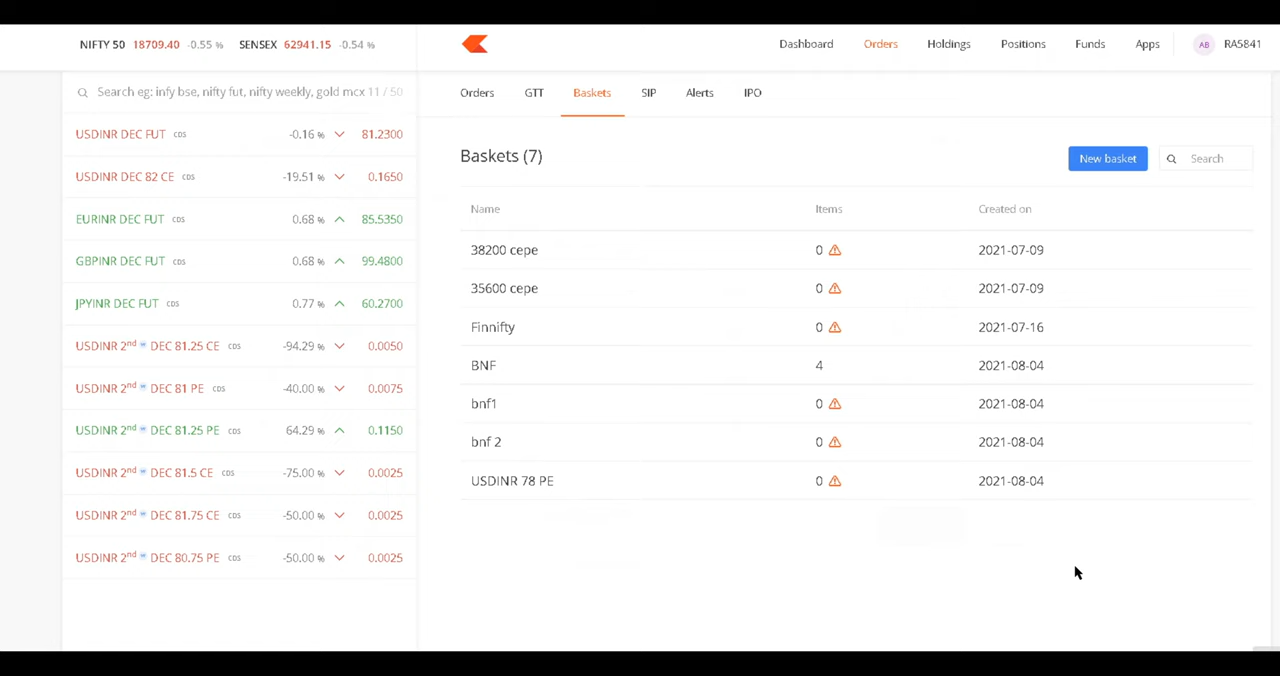 NIFTY 50 18709.40 -0.55 % SENSEX 62941.15 -0.54 %
Dashboard Orders Holdings Positions Funds Apps AB RA5841
Search eg: infy bse, nifty fut, nifty weekly, gold mcx 11 / 50
USDINR DEC FUT CDS -0.16 % 81.2300
USDINR DEC 82 CE CDS -19.51 % 0.1650
EURINR DEC FUT CDS 0.68 % 85.5350
GBPINR DEC FUT CDS 0.68 % 99.4800
JPYINR DEC FUT CDS 0.77 % 60.2700
USDINR 2nd w DEC 81.25 CE CDS -94.29 % 0.0050
USDINR 2nd w DEC 81 PE CDS -40.00 % 0.0075
USDINR 2nd w DEC 81.25 PE CDS 64.29 % 0.1150
USDINR 2nd w DEC 81.5 CE CDS -75.00 % 0.0025
USDINR 2nd w DEC 81.75 CE CDS -50.00 % 0.0025
USDINR 2nd w DEC 80.75 PE CDS -50.00 % 0.0025
Orders GTT Baskets SIP Alerts IPO
Baskets (7)
New basket Search
Name Items Created on
38200 cepe 0 2021-07-09
35600 cepe 0 2021-07-09
Finnifty 0 2021-07-16
BNF 4 2021-08-04
bnf1 0 2021-08-04
bnf 2 0 2021-08-04
USDINR 78 PE 0 2021-08-04